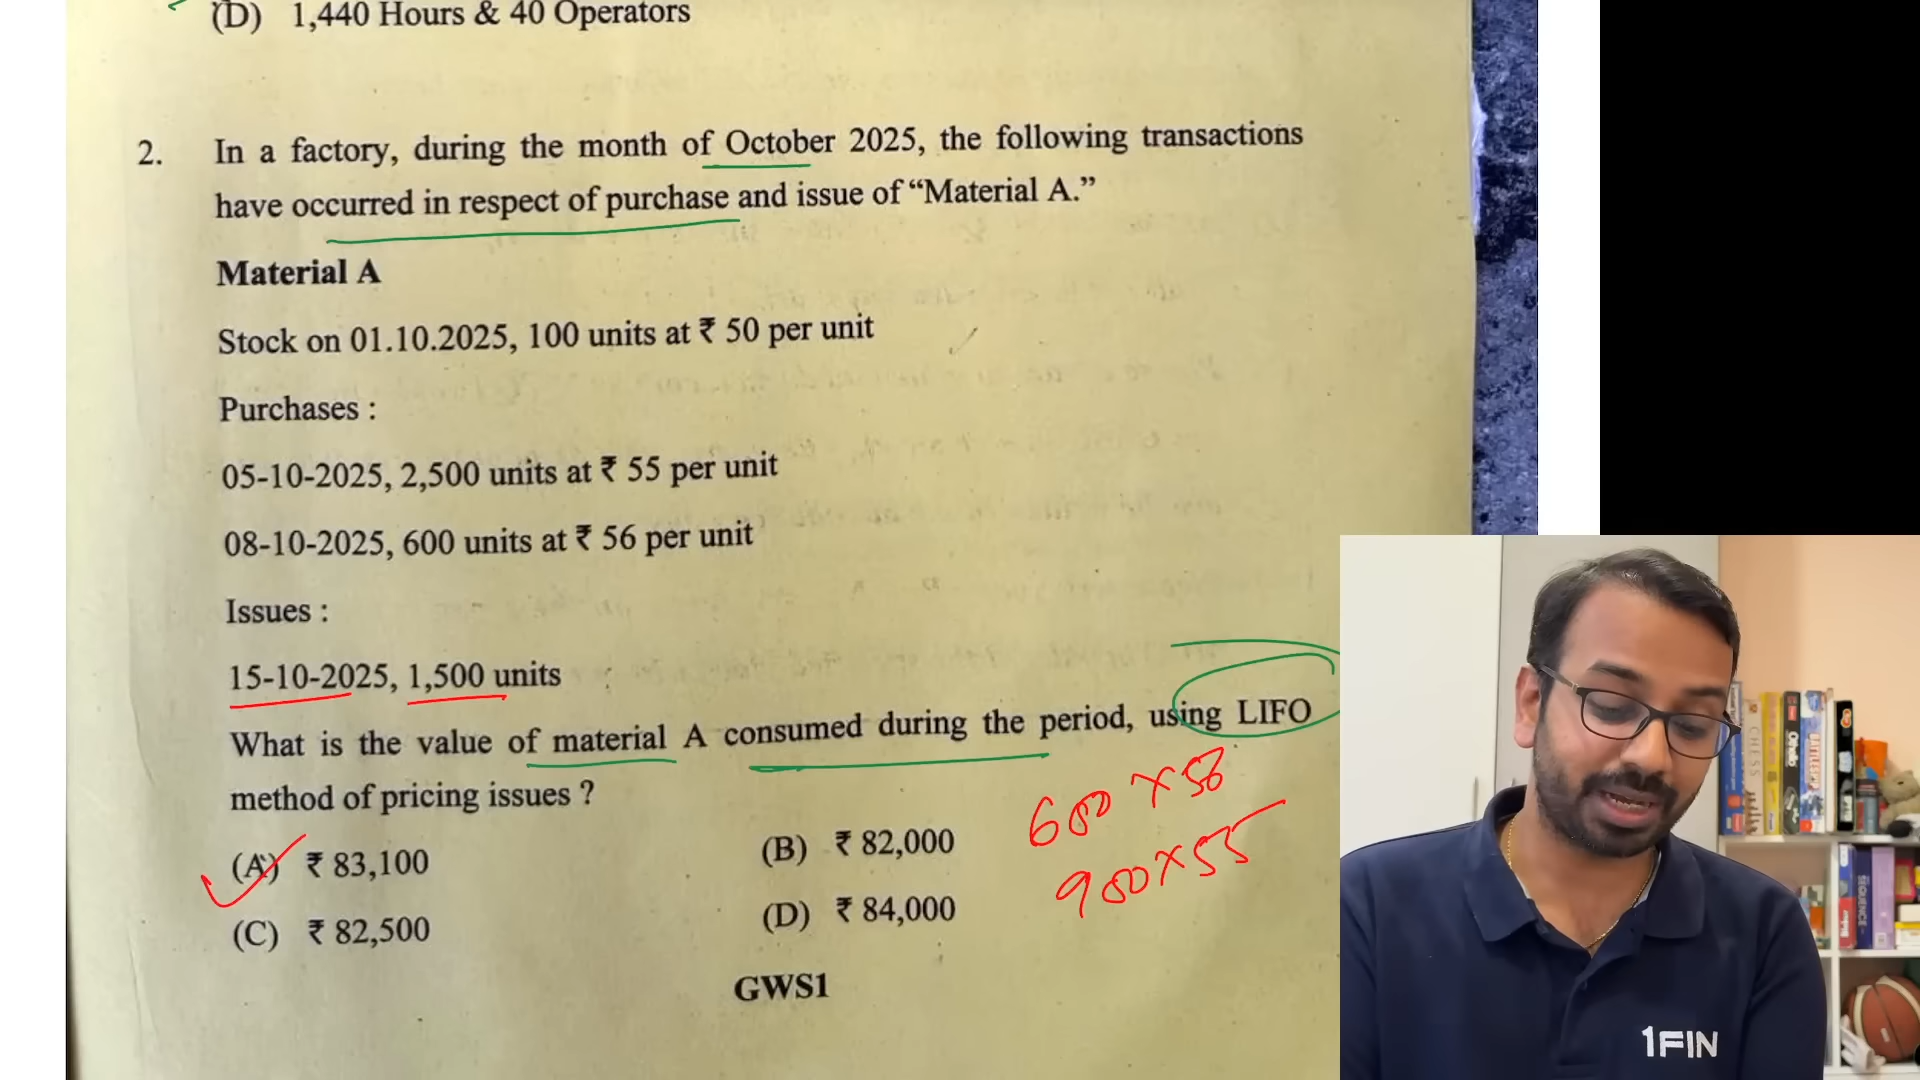 (D) 1,440 Hours & 40 Operators
2. In a factory, during the month of October 2025, the following transactions
have occurred in respect of purchase and issue of “Material A.”
Material A
Stock on 01.10.2025, 100 units at ₹ 50 per unit
Purchases :
05-10-2025, 2,500 units at ₹ 55 per unit
08-10-2025, 600 units at ₹ 56 per unit
Issues :
15-10-2025, 1,500 units
What is the value of material A consumed during the period, using LIFO
method of pricing issues ?
600 × 56
900 × 55
(A) ₹ 83,100 (B) ₹ 82,000
(C) ₹ 82,500 (D) ₹ 84,000
GWS1
1FIN
CHESS
SEQUENCE